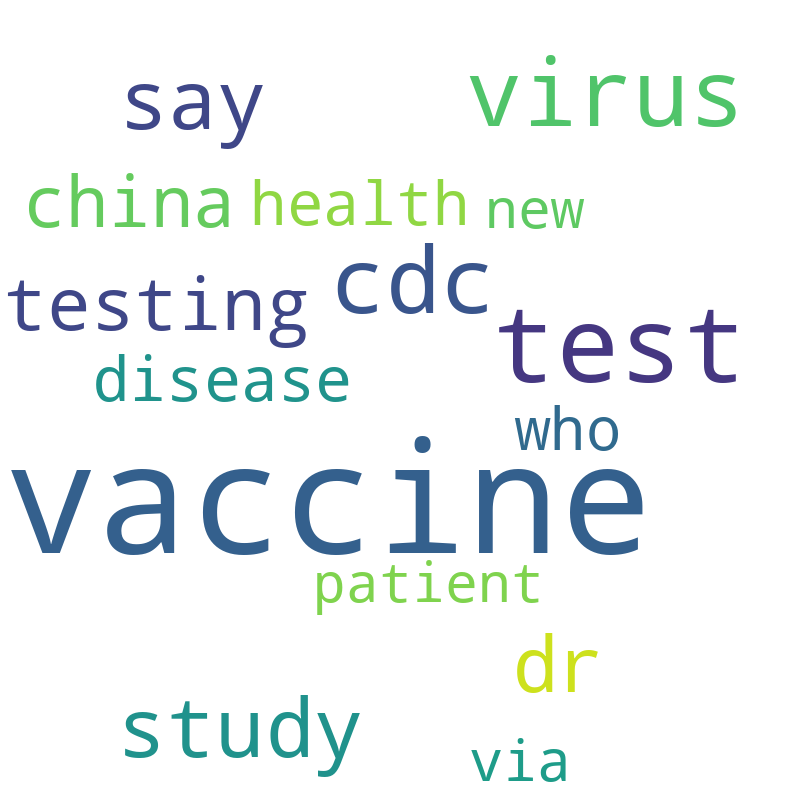 say virus
china health new
testing cdc
test
disease
who
vaccine
patient
dr
study
via